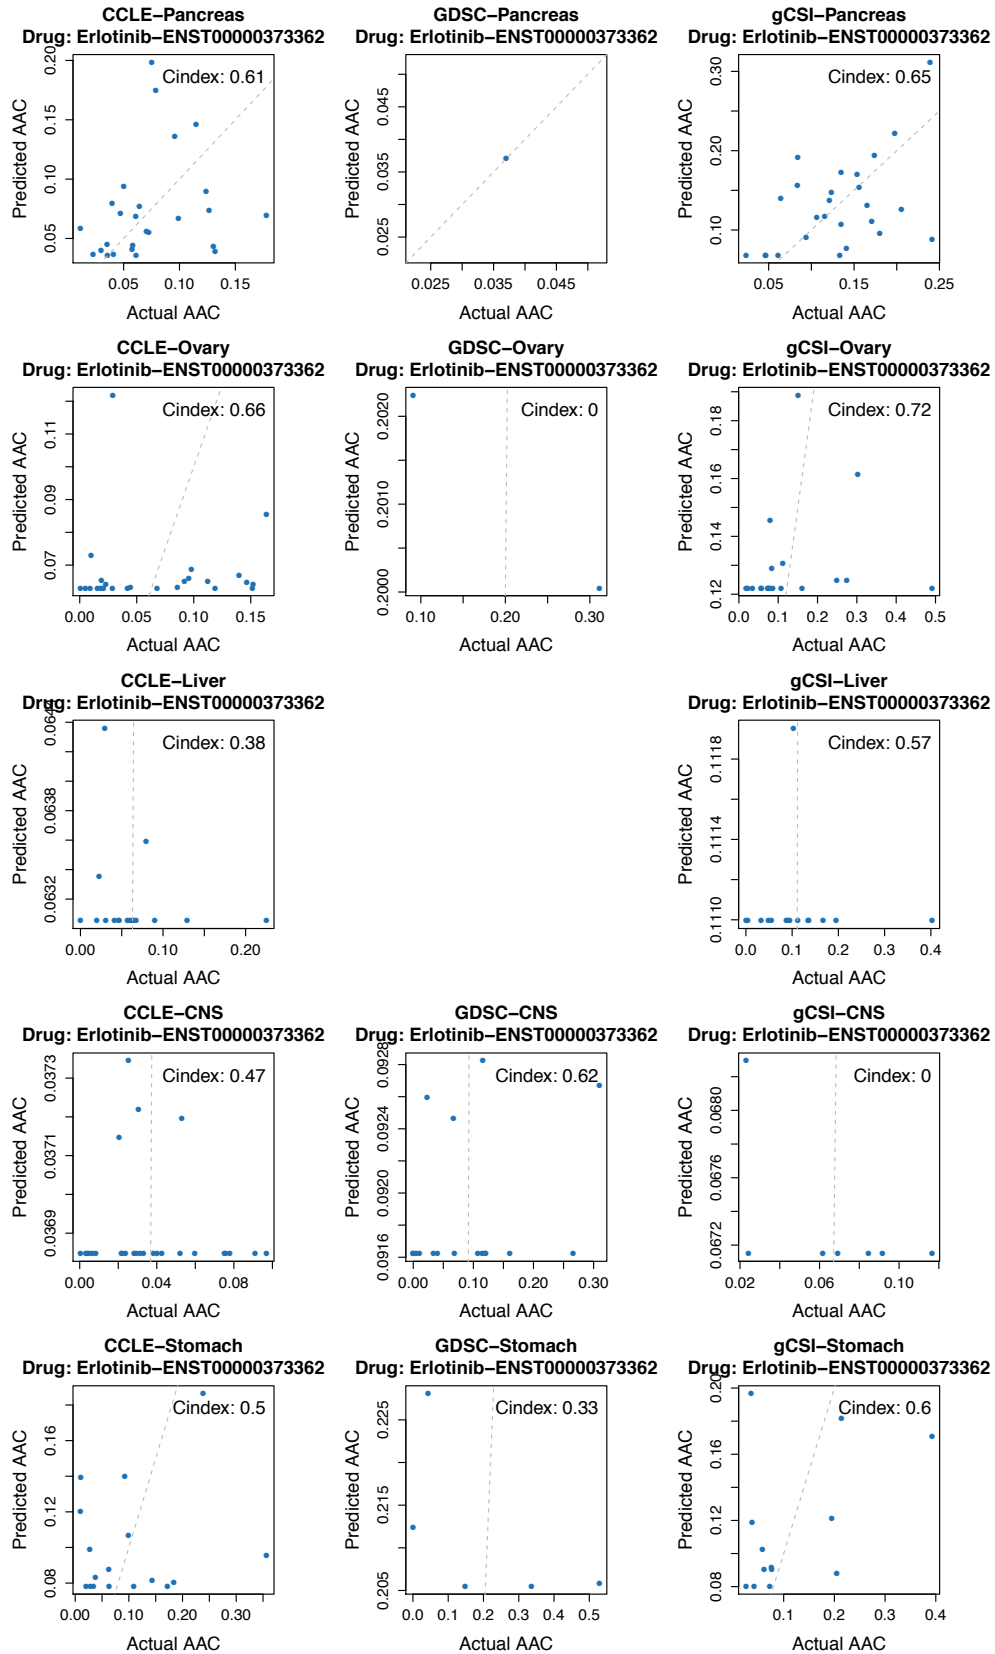 CCLE–Pancreas
Drug: Erlotinib–ENST00000373362
Cindex: 0.61
Predicted AAC
0.05 0.10 0.15 0.20
0.05 0.10 0.15
Actual AAC
GDSC–Pancreas
Drug: Erlotinib–ENST00000373362
Predicted AAC
0.025 0.035 0.045
0.025 0.035 0.045
Actual AAC
gCSI–Pancreas
Drug: Erlotinib–ENST00000373362
Cindex: 0.65
Predicted AAC
0.10 0.20 0.30
0.05 0.15 0.25
Actual AAC
CCLE–Ovary
Drug: Erlotinib–ENST00000373362
Cindex: 0.66
Predicted AAC
0.07 0.09 0.11
0.00 0.05 0.10 0.15
Actual AAC
GDSC–Ovary
Drug: Erlotinib–ENST00000373362
Cindex: 0
Predicted AAC
0.2000 0.2010 0.2020
0.10 0.20 0.30
Actual AAC
gCSI–Ovary
Drug: Erlotinib–ENST00000373362
Cindex: 0.72
Predicted AAC
0.12 0.14 0.16 0.18
0.0 0.1 0.2 0.3 0.4 0.5
Actual AAC
CCLE–Liver
Drug: Erlotinib–ENST00000373362
Cindex: 0.38
Predicted AAC
0.0632 0.0638
0.00 0.10 0.20
Actual AAC
gCSI–Liver
Drug: Erlotinib–ENST00000373362
Cindex: 0.57
Predicted AAC
0.1110 0.1114 0.1118
0.0 0.1 0.2 0.3 0.4
Actual AAC
CCLE–CNS
Drug: Erlotinib–ENST00000373362
Cindex: 0.47
Predicted AAC
0.0369 0.0371 0.0373
0.00 0.04 0.08
Actual AAC
GDSC–CNS
Drug: Erlotinib–ENST00000373362
Cindex: 0.62
Predicted AAC
0.0916 0.0920 0.0924 0.0928
0.00 0.10 0.20 0.30
Actual AAC
gCSI–CNS
Drug: Erlotinib–ENST00000373362
Cindex: 0
Predicted AAC
0.0672 0.0676 0.0680
0.02 0.06 0.10
Actual AAC
CCLE–Stomach
Drug: Erlotinib–ENST00000373362
Cindex: 0.5
Predicted AAC
0.08 0.12 0.16
0.00 0.10 0.20 0.30
Actual AAC
GDSC–Stomach
Drug: Erlotinib–ENST00000373362
Cindex: 0.33
Predicted AAC
0.205 0.215 0.225
0.0 0.1 0.2 0.3 0.4 0.5
Actual AAC
gCSI–Stomach
Drug: Erlotinib–ENST00000373362
Cindex: 0.6
Predicted AAC
0.08 0.12 0.16 0.20
0.1 0.2 0.3 0.4
Actual AAC